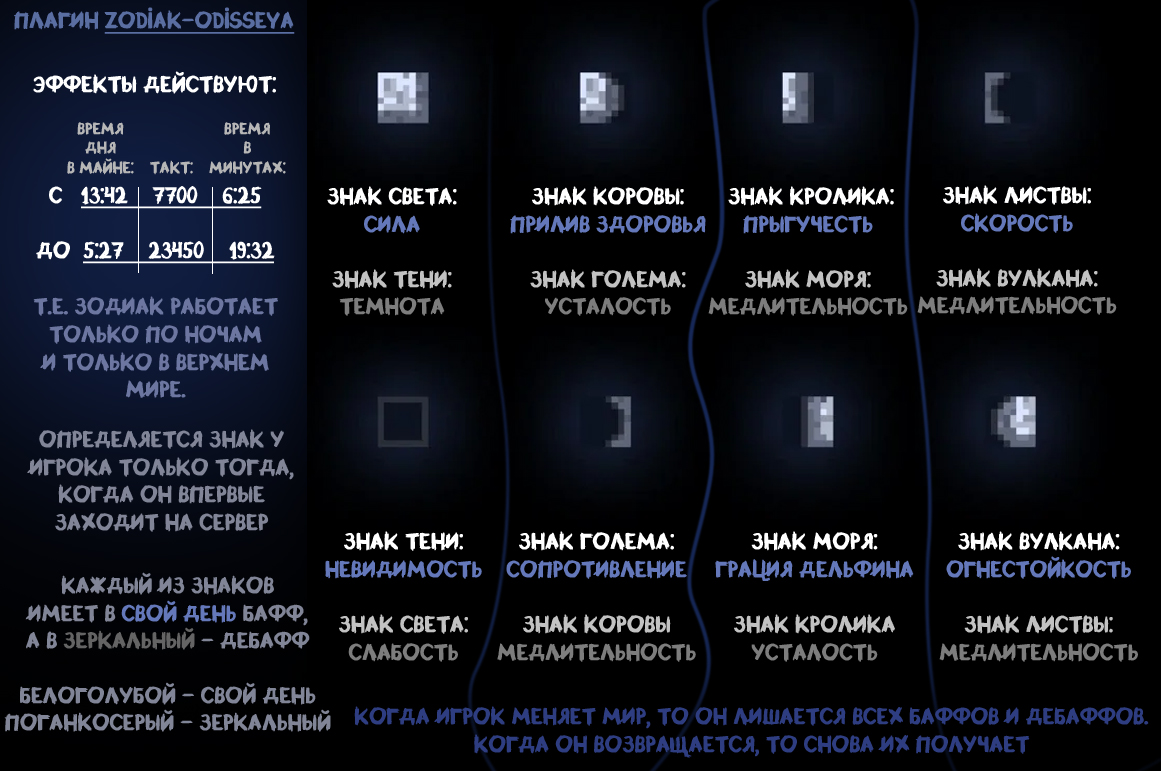 ПЛАГИН ZODIAK-ODISSEYA
ЭФФЕКТЫ ДЕЙСТВУЮТ:
ВРЕМЯ
ДНЯ
В МАЙНЕ:
ТАКТ:
ВРЕМЯ
В
МИНУТАХ:
С 13:42 7700 6:25
ДО 5:27 23450 19:32
Т.Е. ЗОДИАК РАБОТАЕТ
ТОЛЬКО ПО НОЧАМ
И ТОЛЬКО В ВЕРХНЕМ
МИРЕ.
ОПРЕДЕЛЯЕТСЯ ЗНАК У
ИГРОКА ТОЛЬКО ТОГДА,
КОГДА ОН ВПЕРВЫЕ
ЗАХОДИТ НА СЕРВЕР
КАЖДЫЙ ИЗ ЗНАКОВ
ИМЕЕТ В СВОЙ ДЕНЬ БАФФ,
А В ЗЕРКАЛЬНЫЙ - ДЕБАФФ
БЕЛОГОЛУБОЙ - СВОЙ ДЕНЬ
ПОГАНКОСЕРЫЙ - ЗЕРКАЛЬНЫЙ
ЗНАК СВЕТА:
СИЛА
ЗНАК ТЕНИ:
ТЕМНОТА
ЗНАК КОРОВЫ:
ПРИЛИВ ЗДОРОВЬЯ
ЗНАК ГОЛЕМА:
УСТАЛОСТЬ
ЗНАК КРОЛИКА:
ПРЫГУЧЕСТЬ
ЗНАК МОРЯ:
МЕДЛИТЕЛЬНОСТЬ
ЗНАК ЛИСТВЫ:
СКОРОСТЬ
ЗНАК ВУЛКАНА:
МЕДЛИТЕЛЬНОСТЬ
ЗНАК ТЕНИ:
НЕВИДИМОСТЬ
ЗНАК СВЕТА:
СЛАБОСТЬ
ЗНАК ГОЛЕМА:
СОПРОТИВЛЕНИЕ
ЗНАК КОРОВЫ
МЕДЛИТЕЛЬНОСТЬ
ЗНАК МОРЯ:
ГРАЦИЯ ДЕЛЬФИНА
ЗНАК КРОЛИКА
УСТАЛОСТЬ
ЗНАК ВУЛКАНА:
ОГНЕСТОЙКОСТЬ
ЗНАК ЛИСТВЫ:
МЕДЛИТЕЛЬНОСТЬ
КОГДА ИГРОК МЕНЯЕТ МИР, ТО ОН ЛИШАЕТСЯ ВСЕХ БАФФОВ И ДЕБАФФОВ.
КОГДА ОН ВОЗВРАЩАЕТСЯ, ТО СНОВА ИХ ПОЛУЧАЕТ